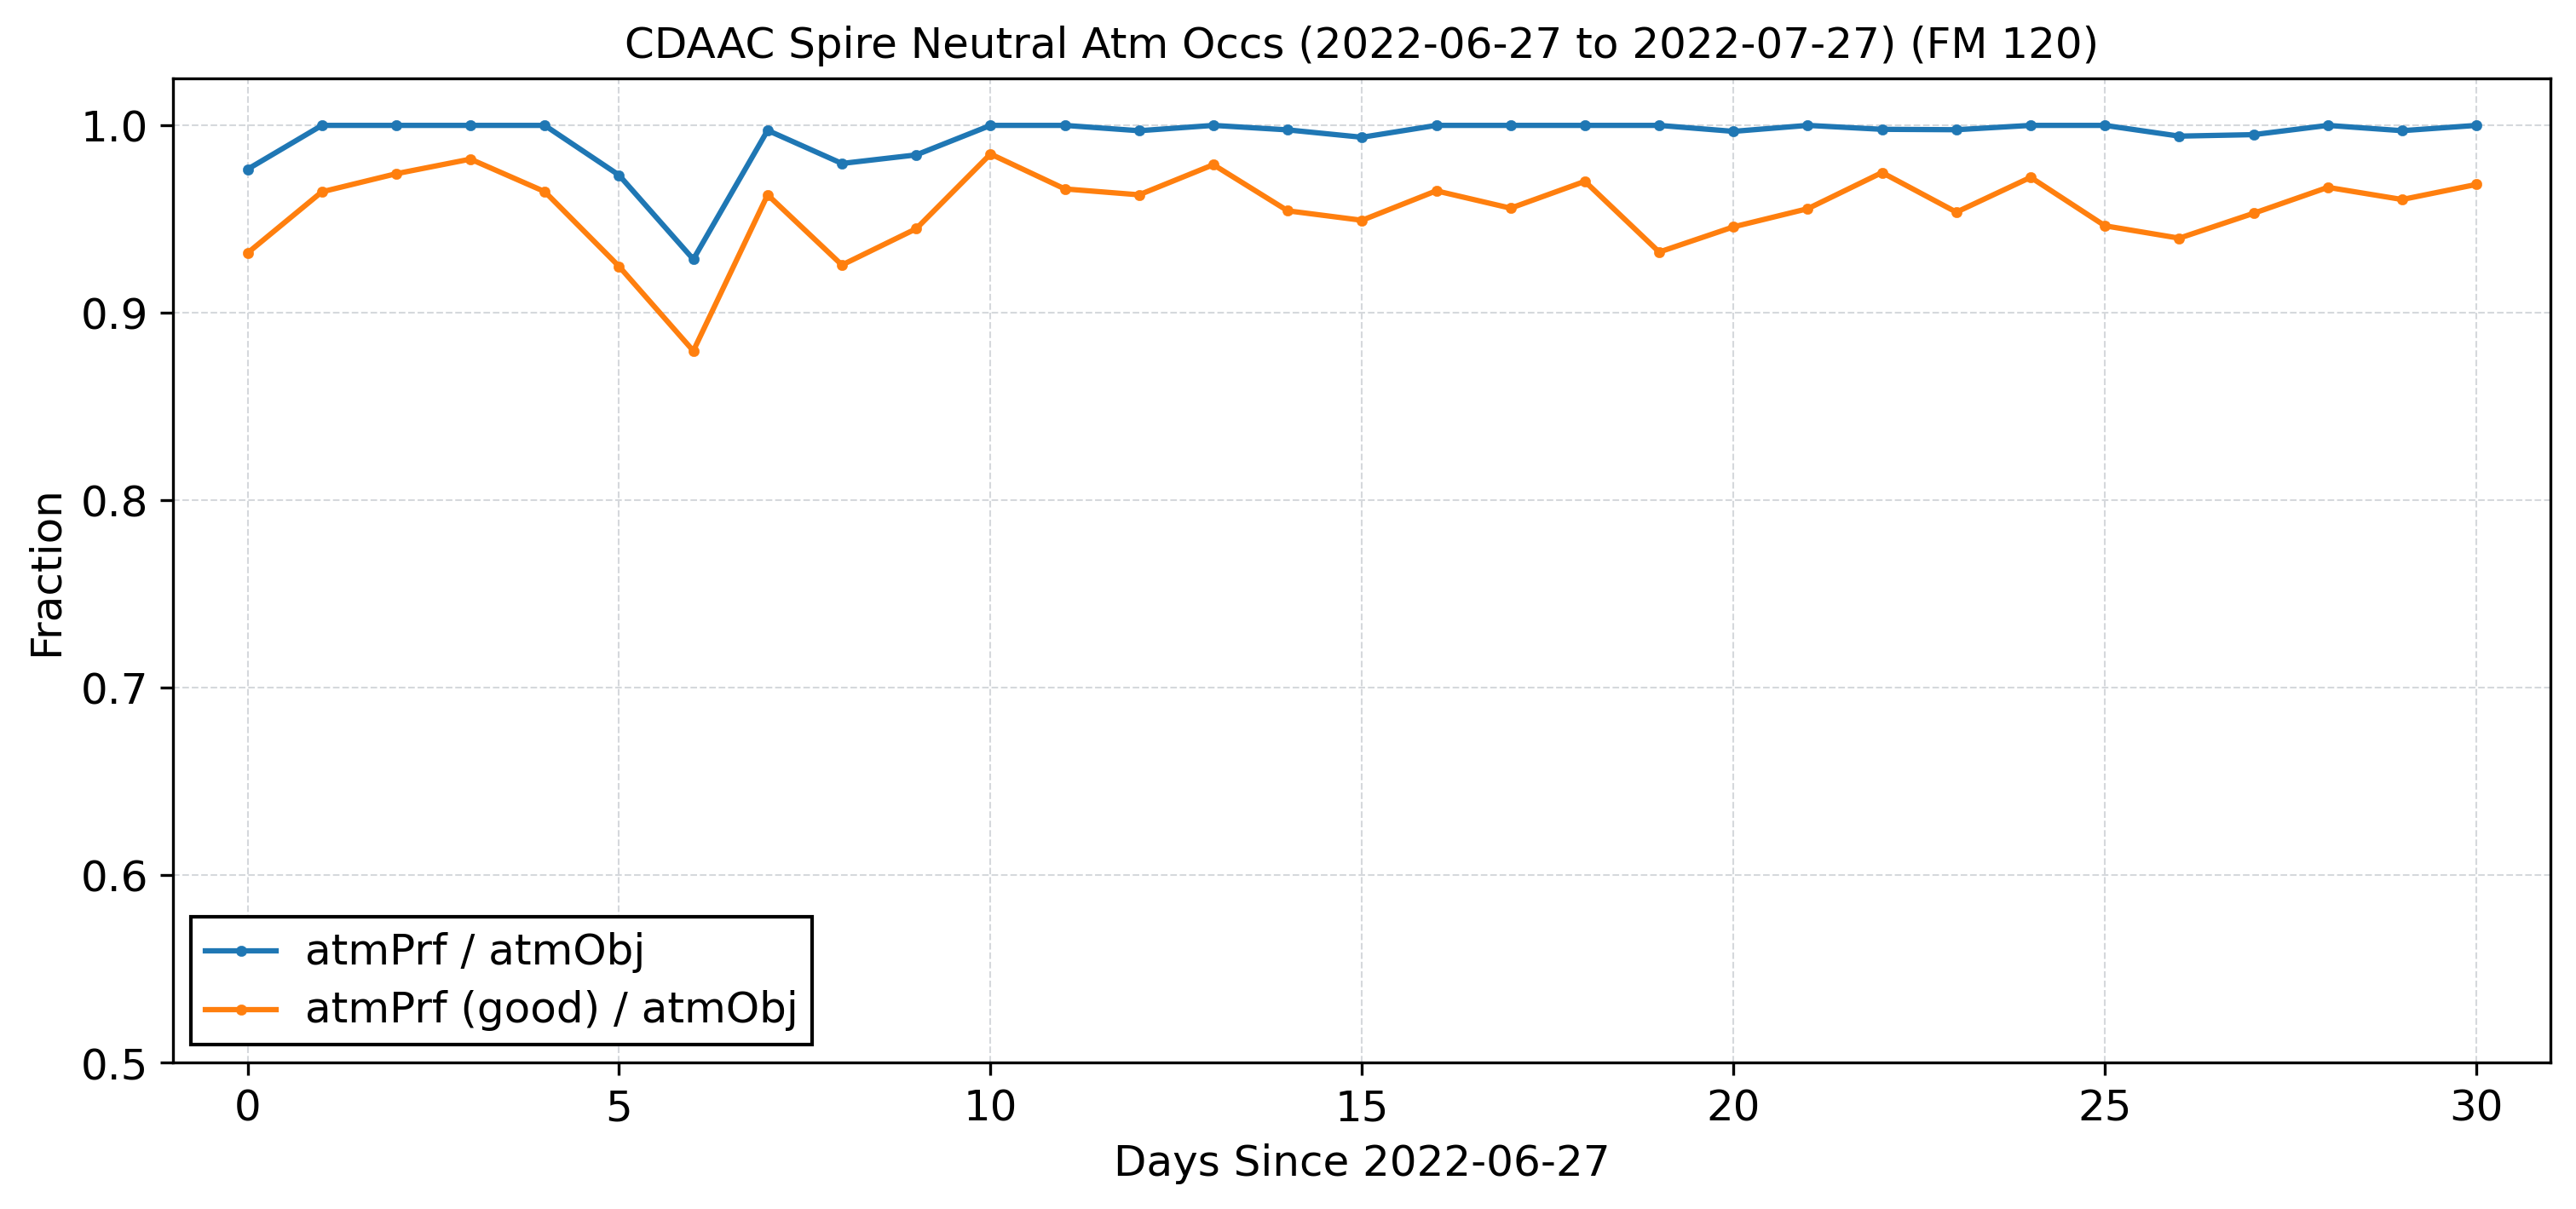 CDAAC Spire Neutral Atm Occs (2022-06-27 to 2022-07-27) (FM 120)
1.0
0.9
0.8
0.7
0.6
0.5
Fraction
atmPrf / atmObj
atmPrf (good) / atmObj
0 5 10 15 20 25 30
Days Since 2022-06-27